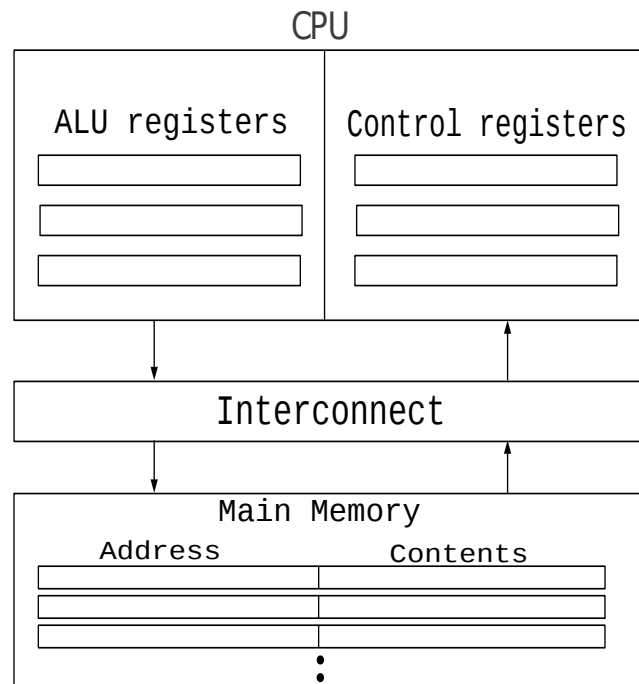 CPU
ALU registers Control registers
Interconnect
Main Memory
Address Contents